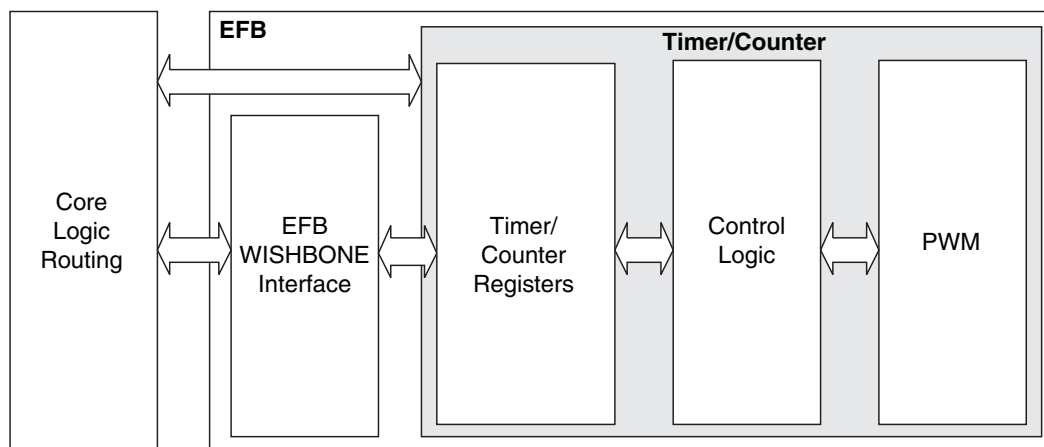 EFB
Timer/Counter
Core
Logic
Routing
EFB
WISHBONE
Interface
Timer/
Counter
Registers
Control
Logic
PWM